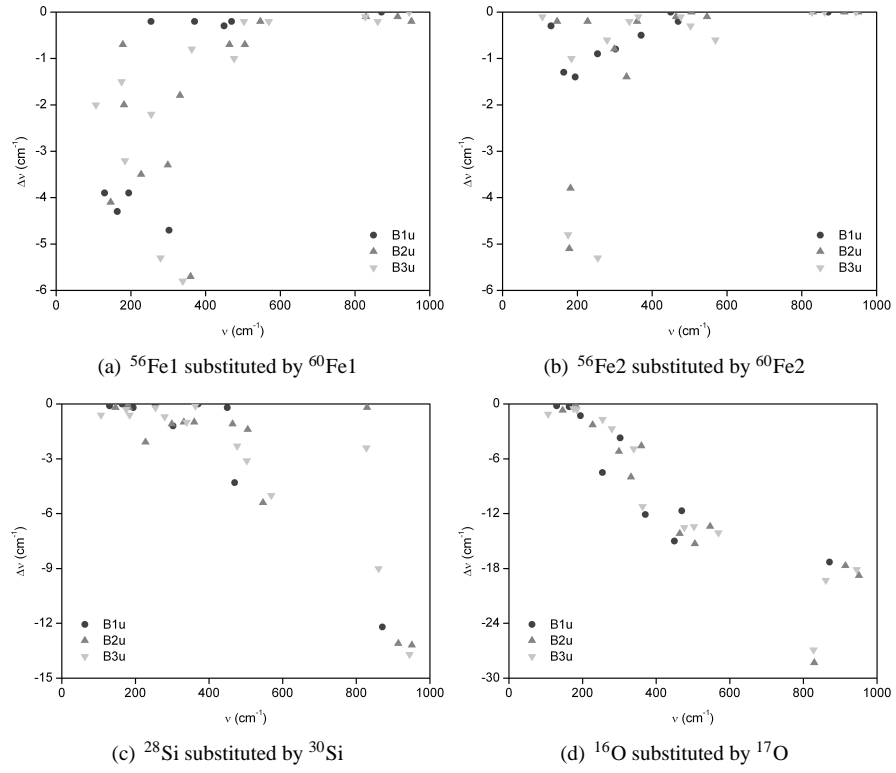 0
-1
-2
-3
-4
-5
-6
Δν (cm⁻¹)
B1u
B2u
B3u
0 200 400 600 800 1000
ν (cm⁻¹)
(a) ⁵⁶Fe1 substituted by ⁶⁰Fe1
0
-1
-2
-3
-4
-5
-6
Δν (cm⁻¹)
B1u
B2u
B3u
0 200 400 600 800 1000
ν (cm⁻¹)
(b) ⁵⁶Fe2 substituted by ⁶⁰Fe2
0
-3
-6
-9
-12
-15
Δν (cm⁻¹)
B1u
B2u
B3u
0 200 400 600 800 1000
ν (cm⁻¹)
(c) ²⁸Si substituted by ³⁰Si
0
-6
-12
-18
-24
-30
Δν (cm⁻¹)
B1u
B2u
B3u
0 200 400 600 800 1000
ν (cm⁻¹)
(d) ¹⁶O substituted by ¹⁷O